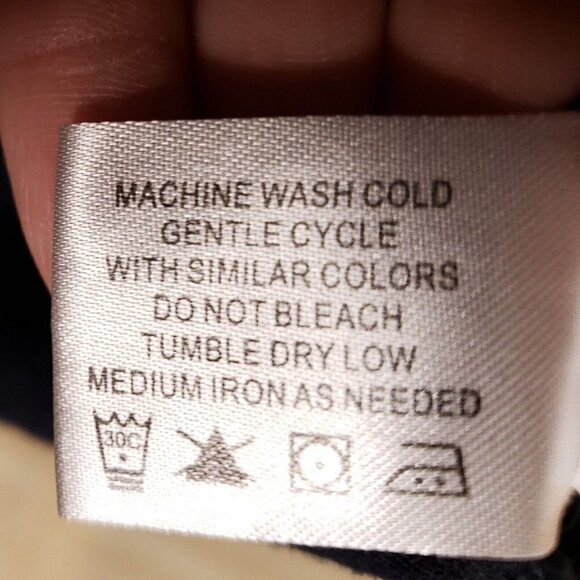 MACHINE WASH COLD
GENTLE CYCLE
WITH SIMILAR COLORS
DO NOT BLEACH
TUMBLE DRY LOW
MEDIUM IRON AS NEEDED
30C